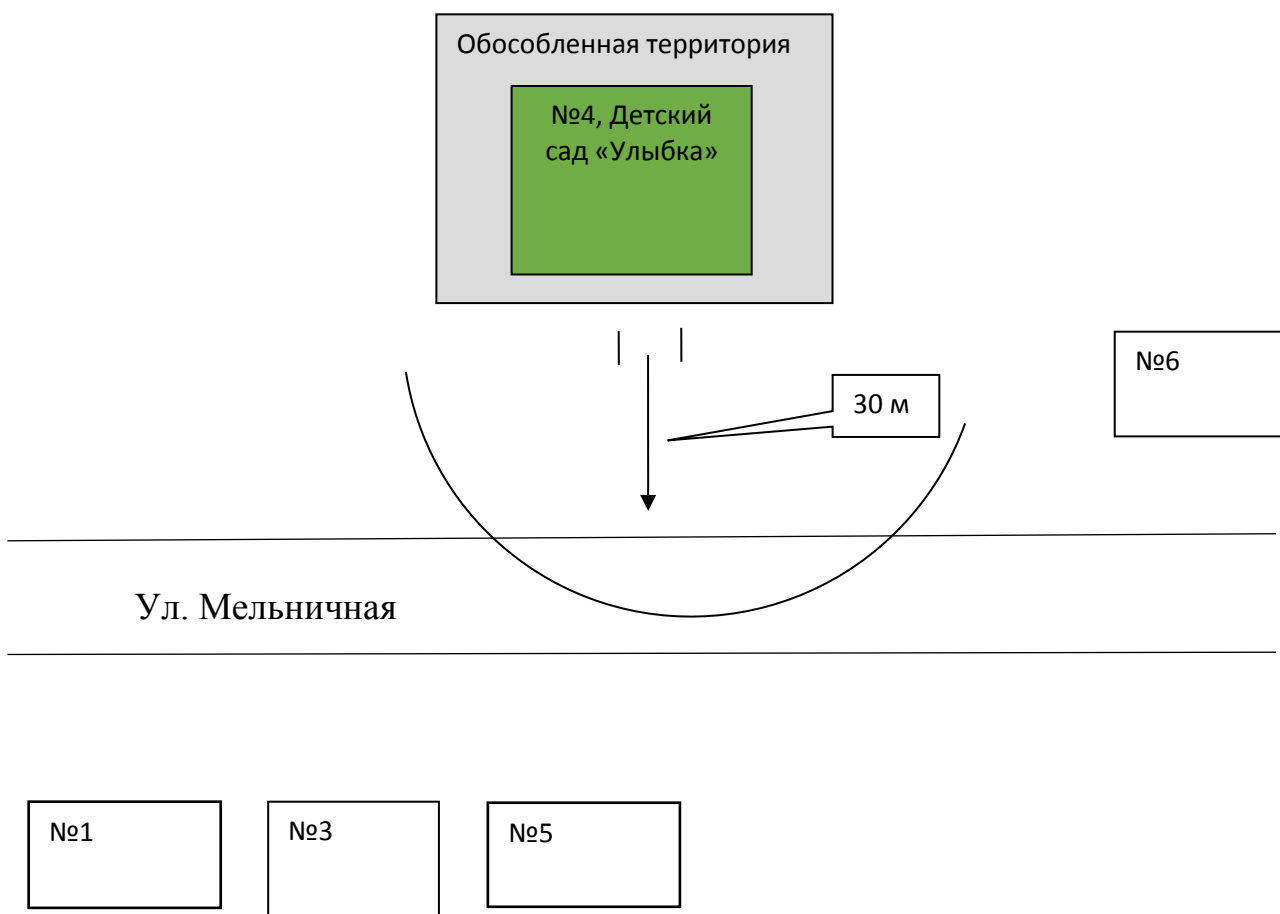 Обособленная территория
№4, Детский
сад «Улыбка»
№6
30 м
Ул. Мельничная
№1
№3
№5